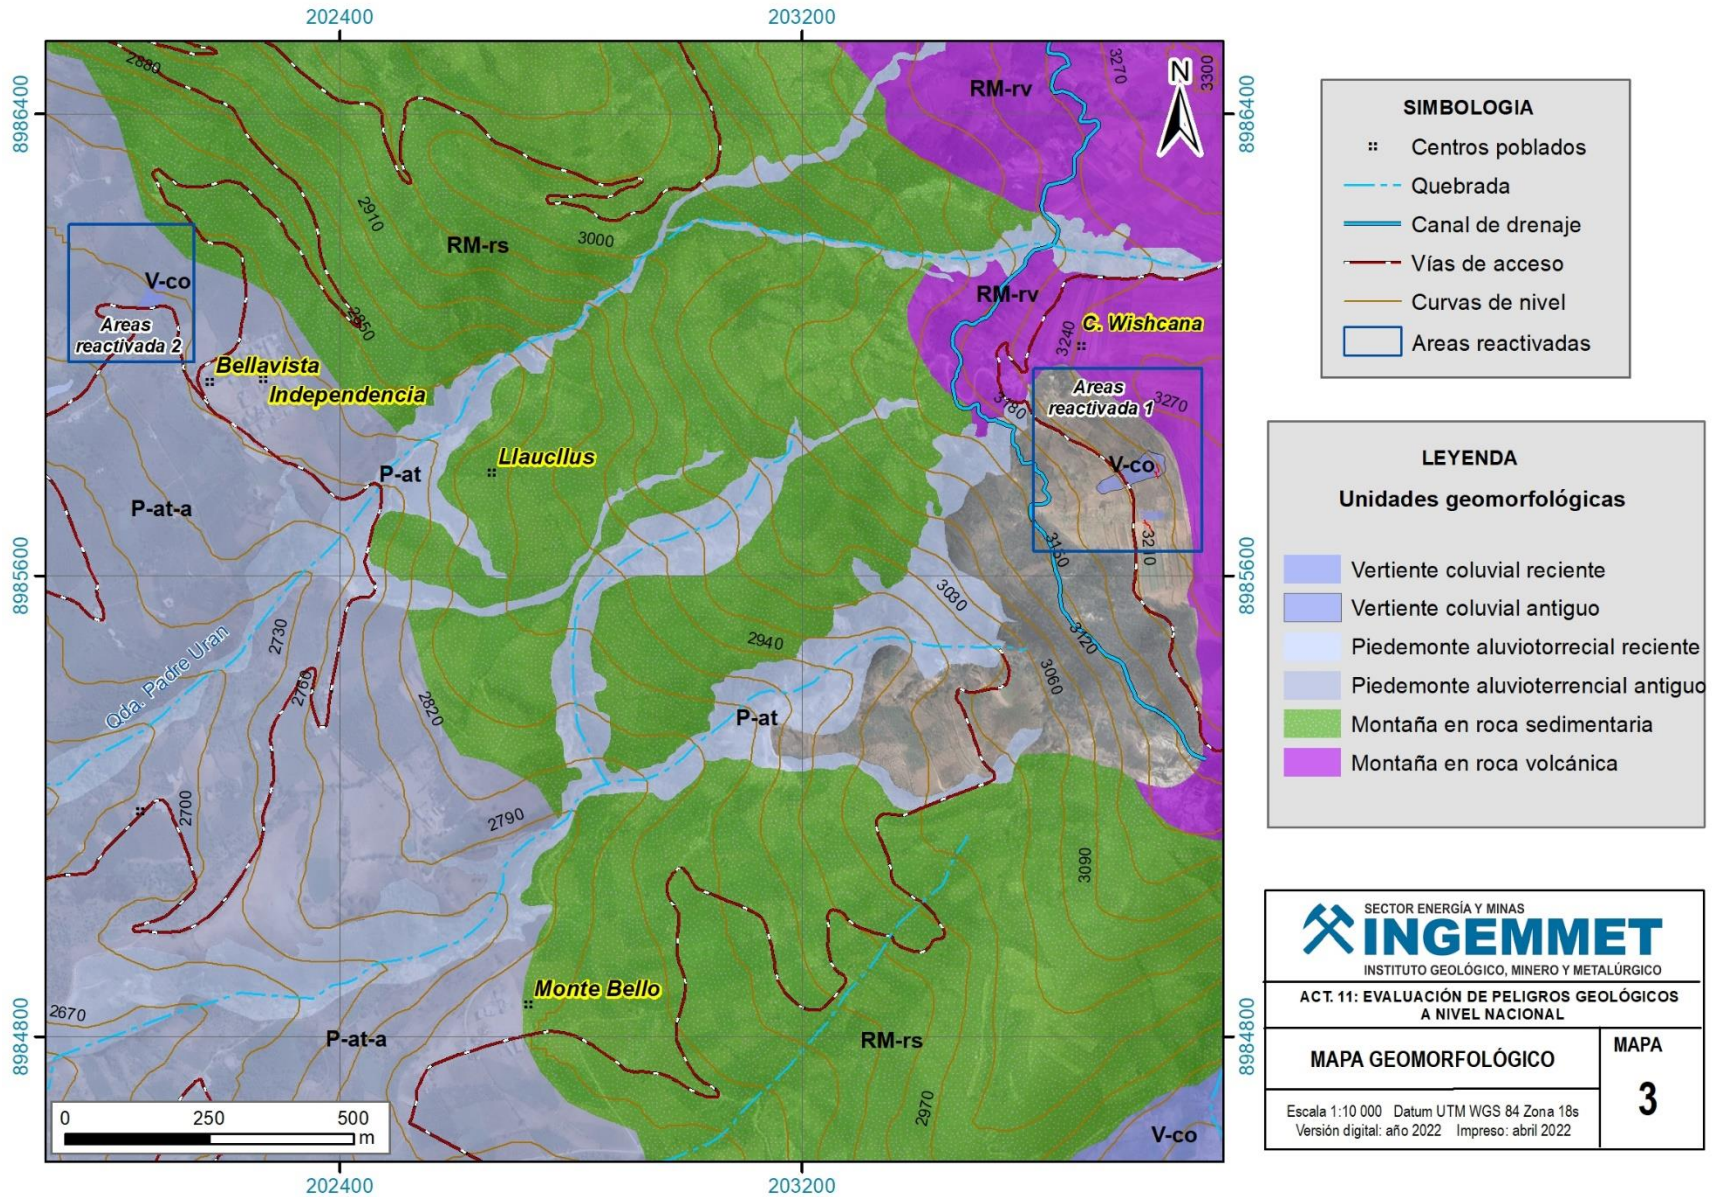 202400
203200
8986400
8986400
2880
RM-rv
3270
3300
N
2910
RM-rs
3000
V-co
Areas
reactivada 2
2850
RM-rv
C. Wishcana
3240
Bellavista
Independencia
Areas
reactivada 1
3270
3180
Llaucllus
P-at
V-co
P-at-a
3210
3150
8985600
8985600
3030
3120
2730
2940
Qda. Padre Uran
2760
3060
2820
P-at
2700
2790
3090
Monte Bello
2670
8984800
8984800
P-at-a
RM-rs
2970
V-co
0 250 500
m
202400
203200
SIMBOLOGIA
Centros poblados
Quebrada
Canal de drenaje
Vías de acceso
Curvas de nivel
Areas reactivadas
LEYENDA
Unidades geomorfológicas
Vertiente coluvial reciente
Vertiente coluvial antiguo
Piedemonte aluviotorrecial reciente
Piedemonte aluvioterrencial antiguo
Montaña en roca sedimentaria
Montaña en roca volcánica
SECTOR ENERGÍA Y MINAS
INGEMMET
INSTITUTO GEOLÓGICO, MINERO Y METALÚRGICO
ACT. 11: EVALUACIÓN DE PELIGROS GEOLÓGICOS
A NIVEL NACIONAL
MAPA GEOMORFOLÓGICO
MAPA
3
Escala 1:10 000 Datum UTM WGS 84 Zona 18s
Versión digital: año 2022 Impreso: abril 2022